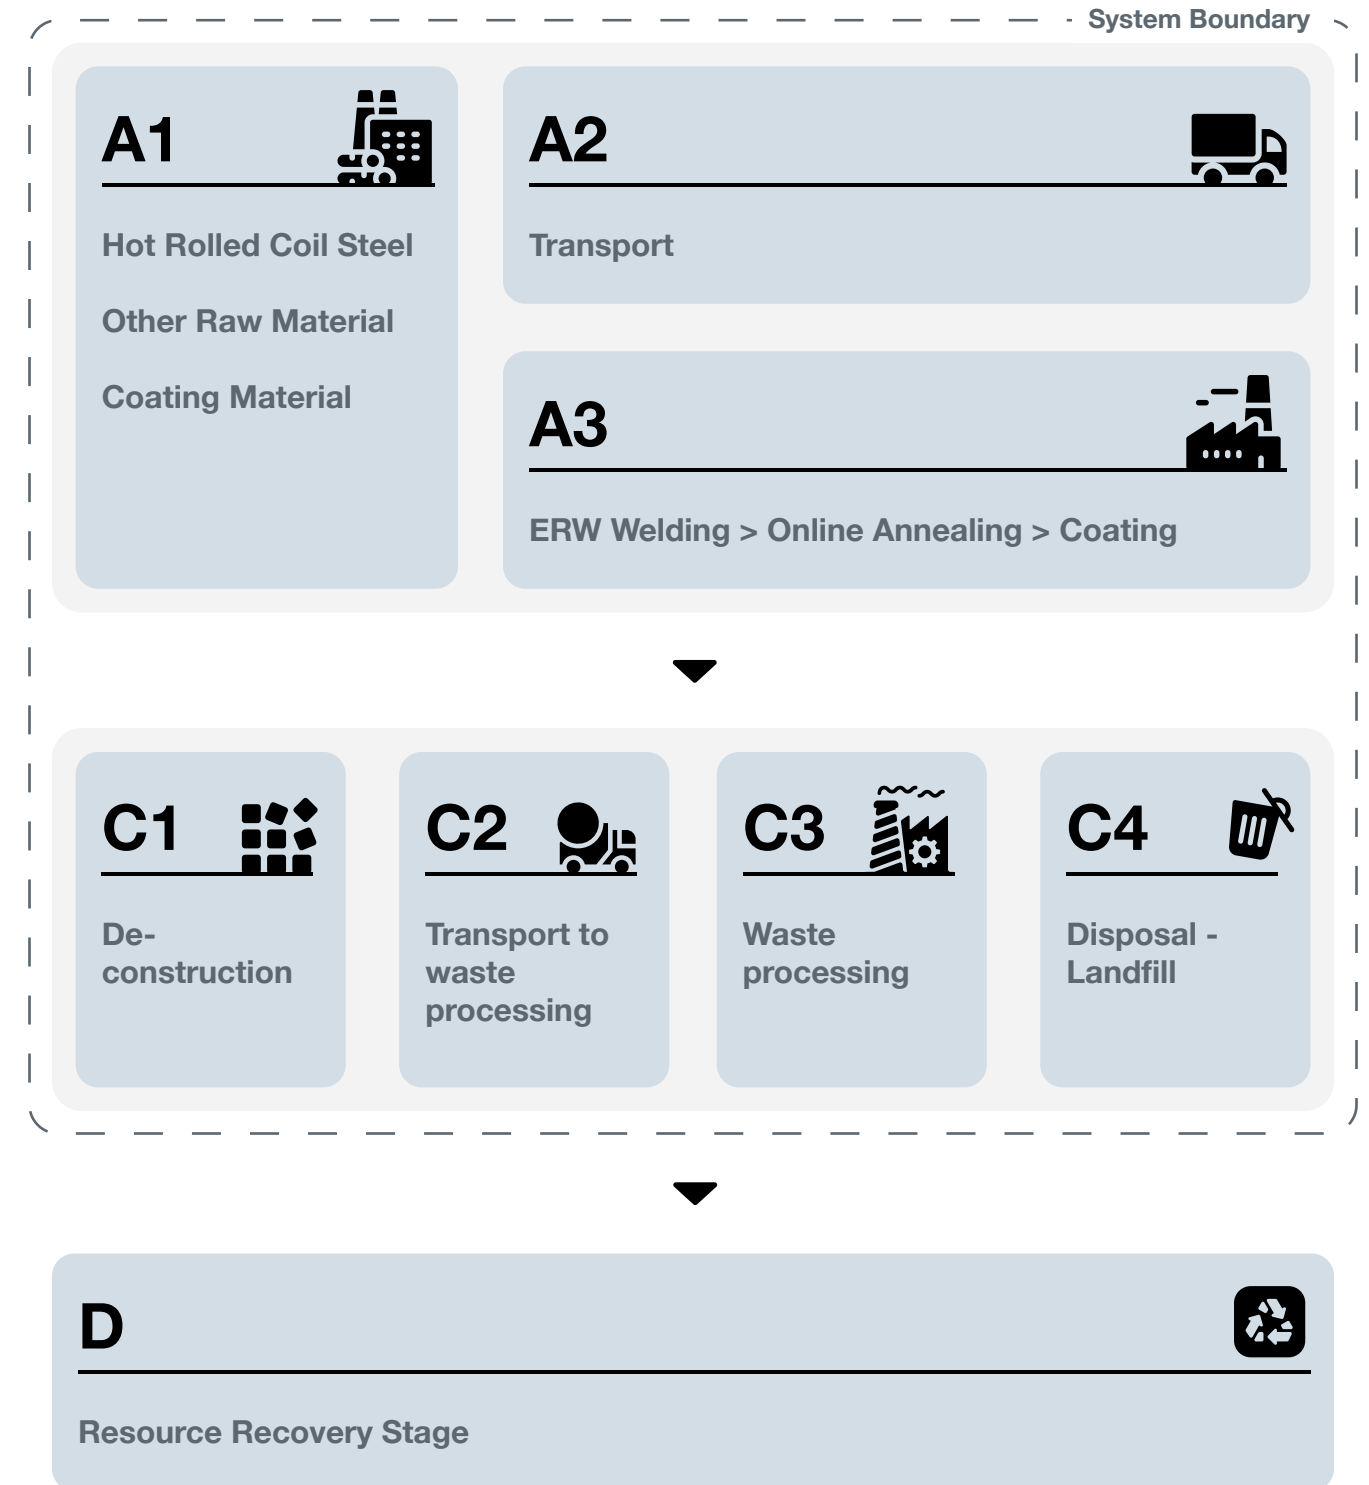 System Boundary
A1
Hot Rolled Coil Steel
Other Raw Material
Coating Material
A2
Transport
A3
ERW Welding > Online Annealing > Coating
C1
De-
construction
C2
Transport to
waste
processing
C3
Waste
processing
C4
Disposal -
Landfill
D
Resource Recovery Stage